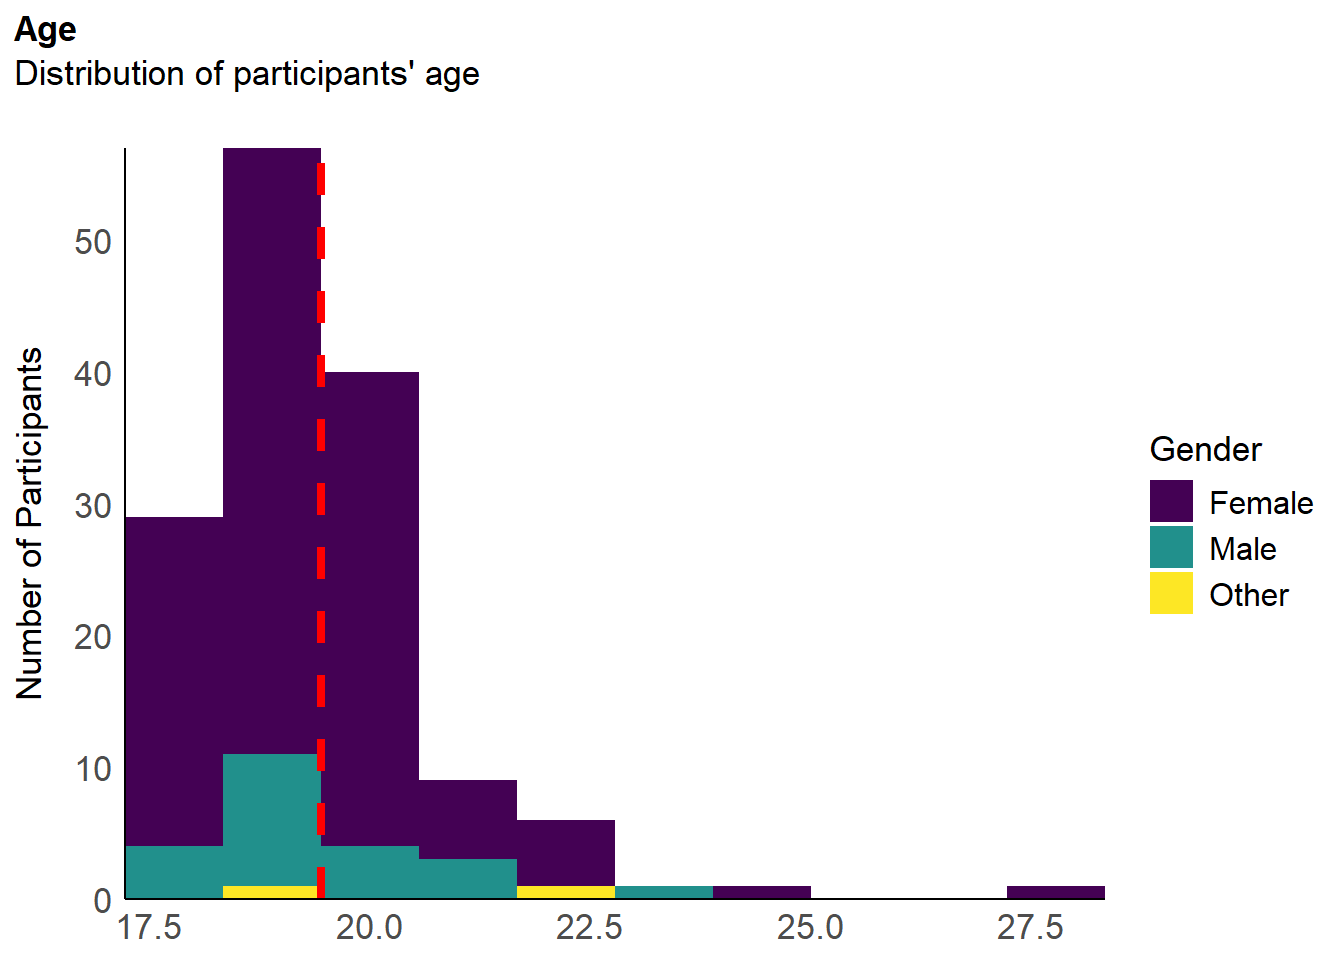 Age
Distribution of participants' age
Number of Participants
50
40
30
20
10
0
17.5 20.0 22.5 25.0 27.5
Gender
Female
Male
Other